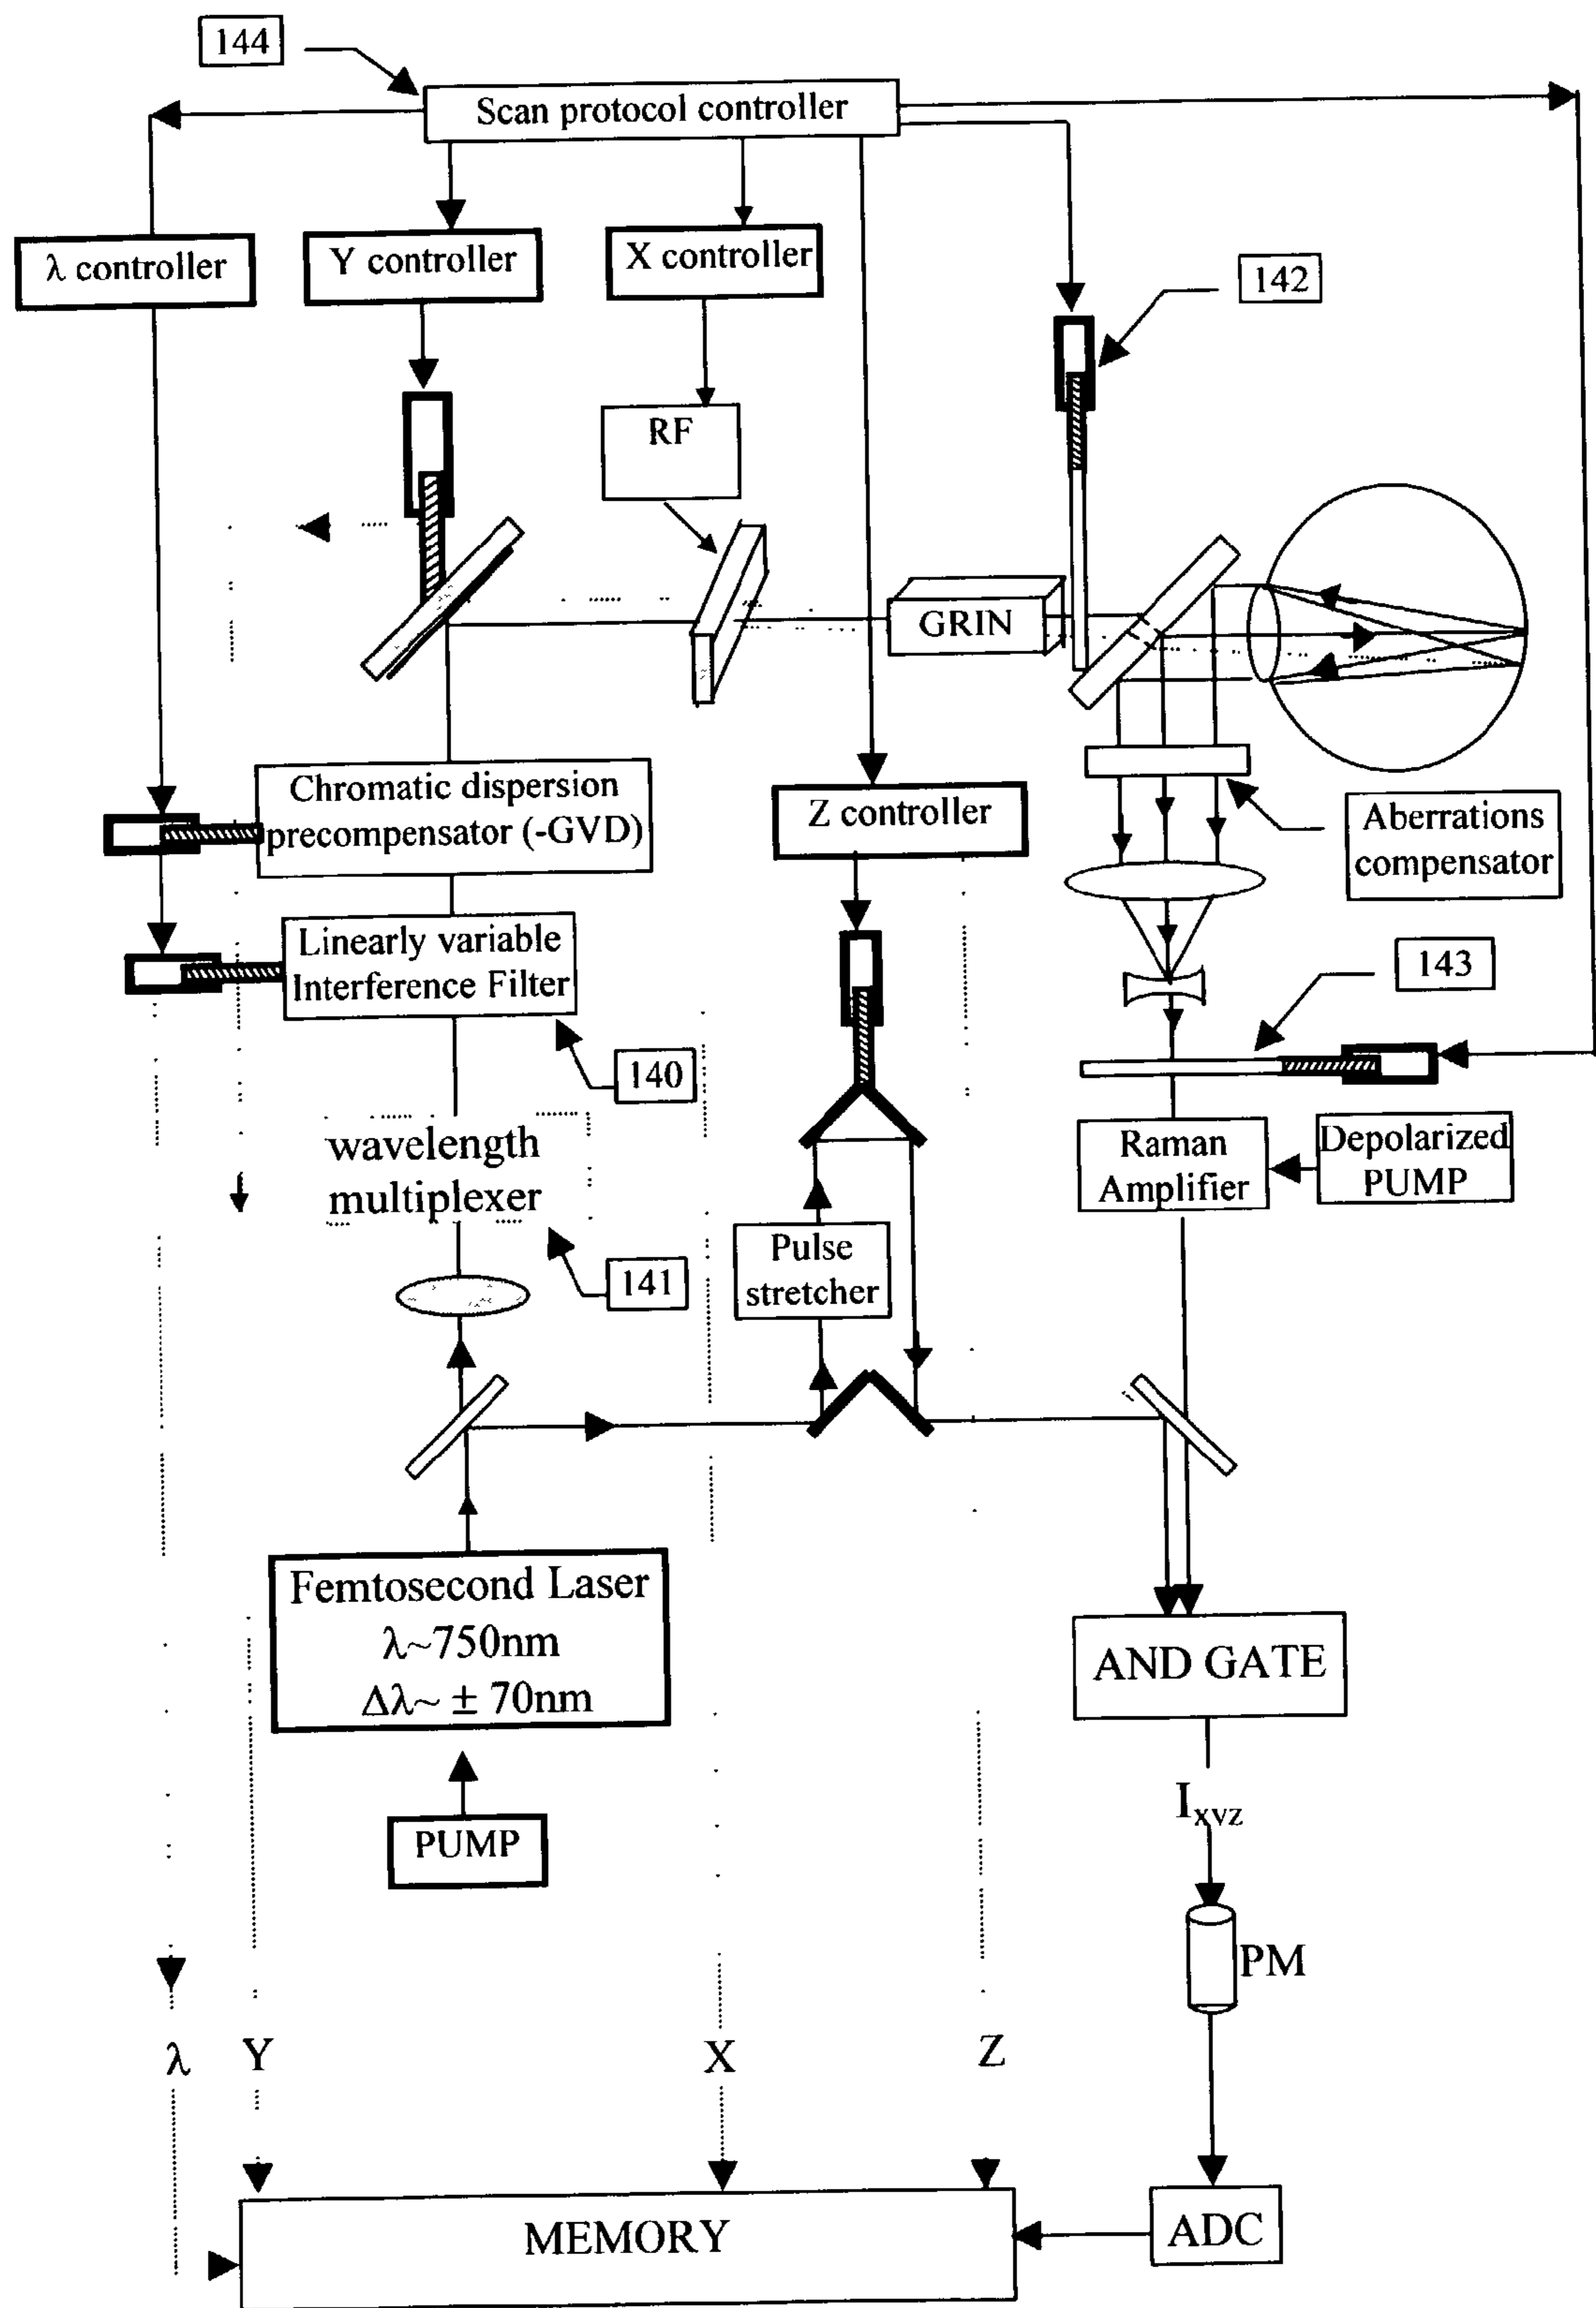 144
Scan protocol controller
λ controller
Y controller
X controller
142
RF
GRIN
Chromatic dispersion
precompensator (-GVD)
Z controller
Aberrations
compensator
Linearly variable
Interference Filter
143
140
wavelength
multiplexer
Raman
Amplifier
Depolarized
PUMP
Pulse
stretcher
141
Femtosecond Laser
λ~750nm
Δλ~ ± 70nm
AND GATE
Ixyz
PUMP
PM
λ
Y
X
Z
MEMORY
ADC